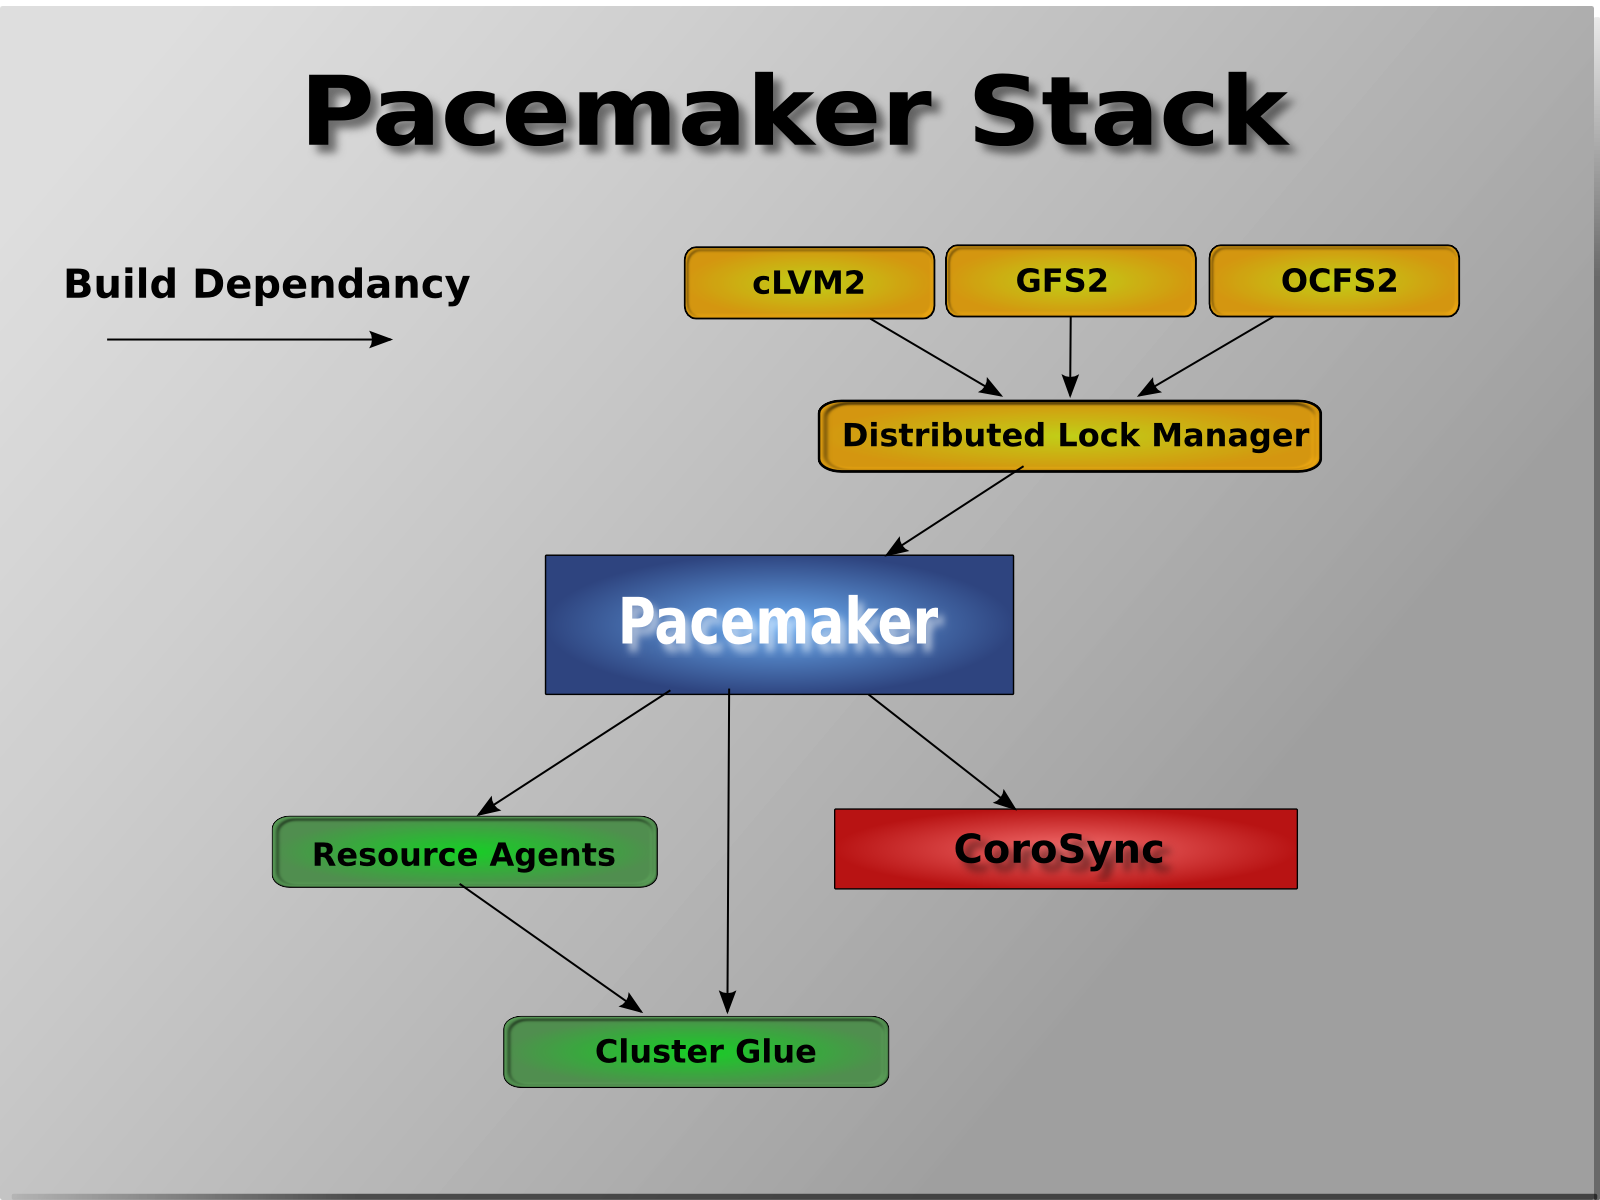 Pacemaker Stack
Build Dependancy
cLVM2
GFS2
OCFS2
Distributed Lock Manager
Pacemaker
Resource Agents
CoroSync
Cluster Glue